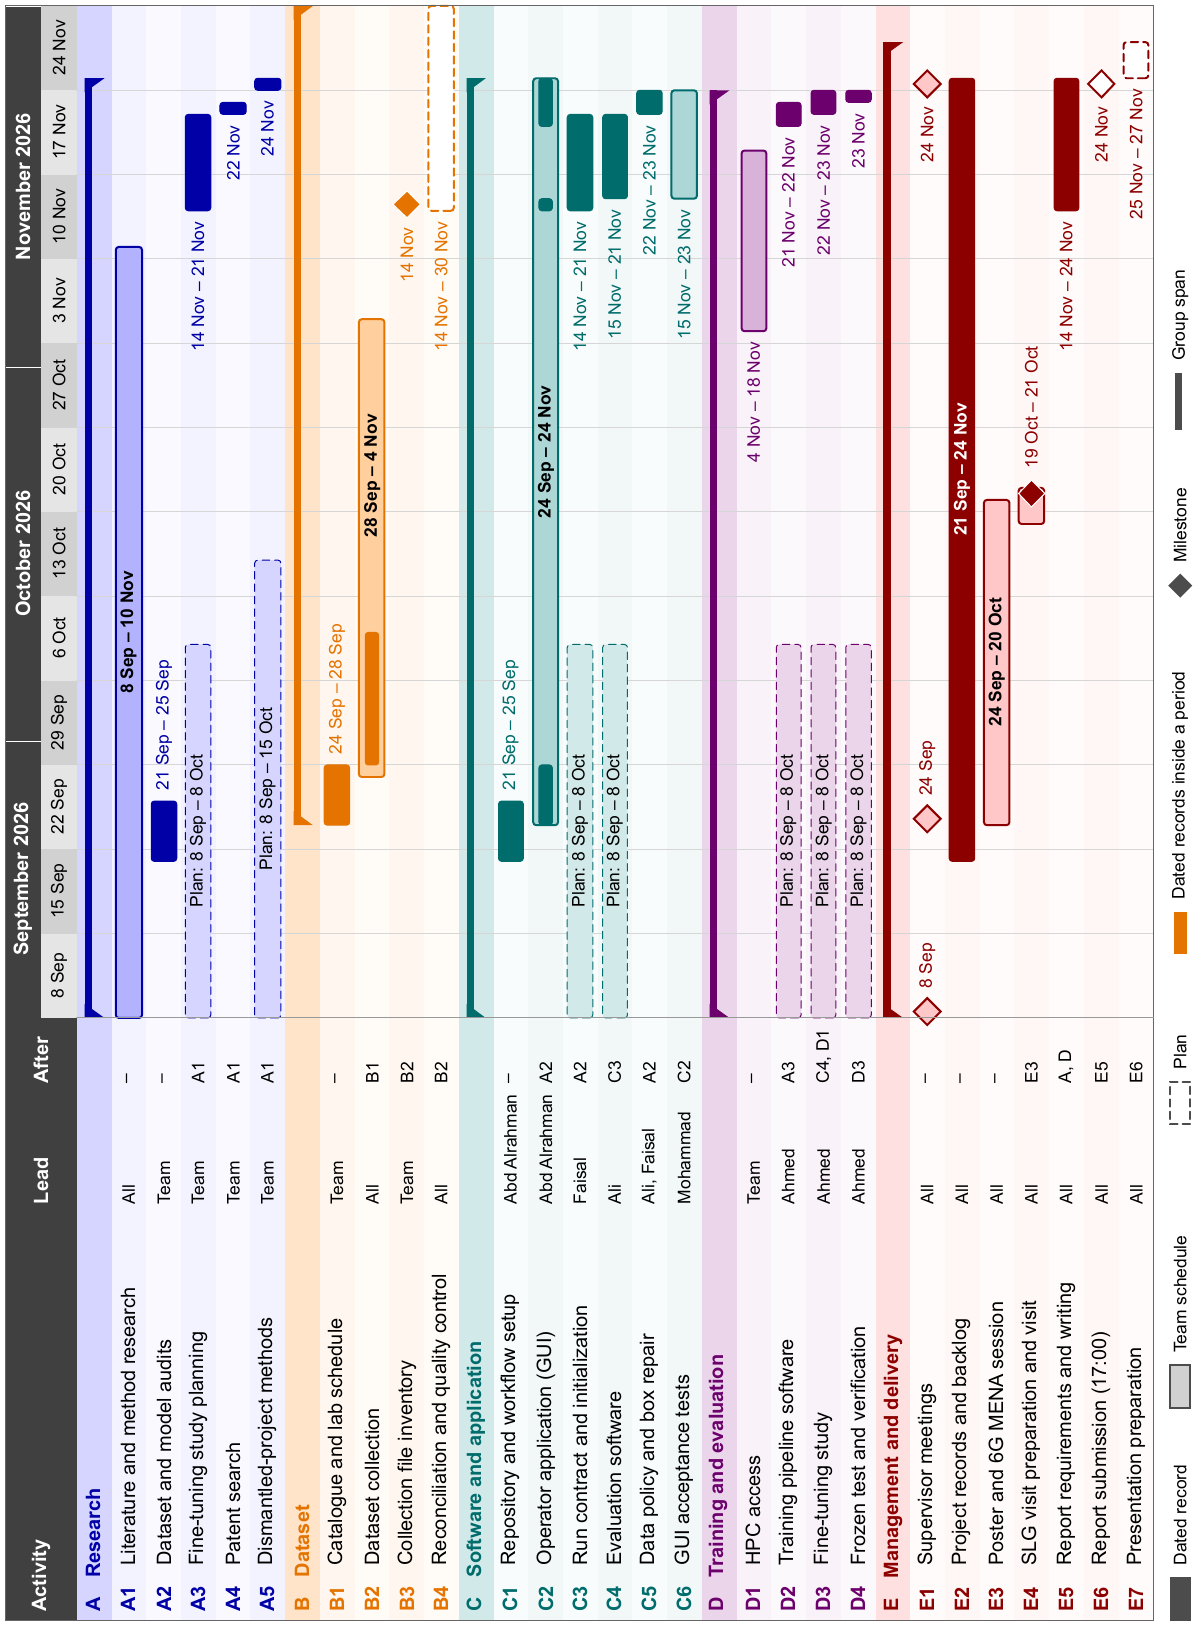 Activity Lead After September 2026 October 2026 November 2026
8 Sep 15 Sep 22 Sep 29 Sep 6 Oct 13 Oct 20 Oct 27 Oct 3 Nov 10 Nov 17 Nov 24 Nov
A Research
A1 Literature and method research All – 8 Sep – 10 Nov
A2 Dataset and model audits Team – 21 Sep – 25 Sep
A3 Fine-tuning study planning Team A1 Plan: 8 Sep – 8 Oct 14 Nov – 21 Nov
A4 Patent search Team A1 22 Nov
A5 Dismantled-project methods Team A1 Plan: 8 Sep – 15 Oct 24 Nov
B Dataset
B1 Catalogue and lab schedule Team – 24 Sep – 28 Sep
B2 Dataset collection All B1 28 Sep – 4 Nov
B3 Collection file inventory Team B2 14 Nov
B4 Reconciliation and quality control All B2 14 Nov – 30 Nov
C Software and application
C1 Repository and workflow setup Abd Alrahman – 21 Sep – 25 Sep
C2 Operator application (GUI) Abd Alrahman A2 24 Sep – 24 Nov
C3 Run contract and initialization Faisal A2 Plan: 8 Sep – 8 Oct 14 Nov – 21 Nov
C4 Evaluation software Ali C3 Plan: 8 Sep – 8 Oct 15 Nov – 21 Nov
C5 Data policy and box repair Ali, Faisal A2 22 Nov – 23 Nov
C6 GUI acceptance tests Mohammad C2 15 Nov – 23 Nov
D Training and evaluation
D1 HPC access Team – 4 Nov – 18 Nov
D2 Training pipeline software Ahmed A3 Plan: 8 Sep – 8 Oct 21 Nov – 22 Nov
D3 Fine-tuning study Ahmed C4, D1 Plan: 8 Sep – 8 Oct 22 Nov – 23 Nov
D4 Frozen test and verification Ahmed D3 Plan: 8 Sep – 8 Oct 23 Nov
E Management and delivery
E1 Supervisor meetings All – 8 Sep 24 Sep 24 Nov
E2 Project records and backlog All – 21 Sep – 24 Nov
E3 Poster and 6G MENA session All – 24 Sep – 20 Oct
E4 SLG visit preparation and visit All E3 19 Oct – 21 Oct
E5 Report requirements and writing All A, D 14 Nov – 24 Nov
E6 Report submission (17:00) All E5 24 Nov
E7 Presentation preparation All E6 25 Nov – 27 Nov
Dated record Team schedule Plan Dated records inside a period Milestone Group span